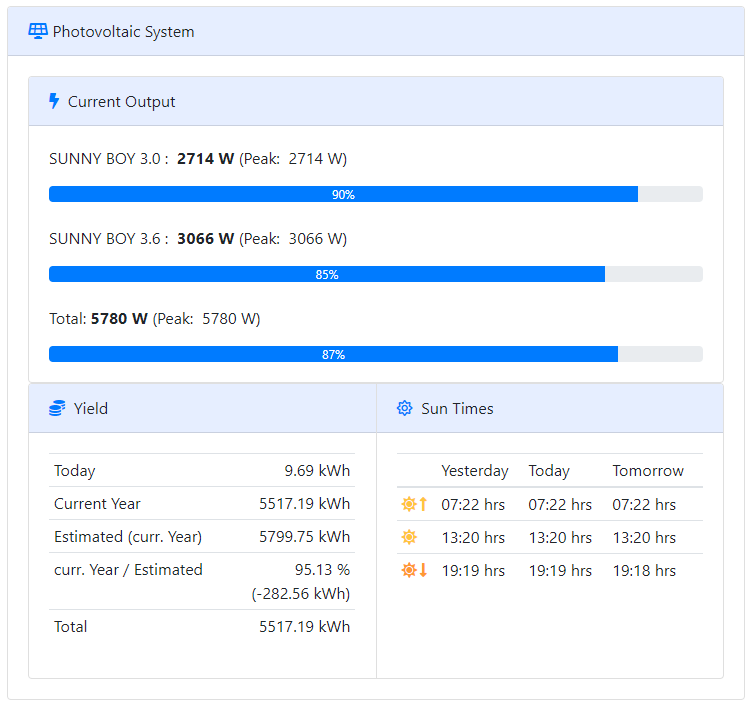 Photovoltaic System
Current Output
SUNNY BOY 3.0 : 2714 W (Peak: 2714 W)
90%
SUNNY BOY 3.6 : 3066 W (Peak: 3066 W)
85%
Total: 5780 W (Peak: 5780 W)
87%
Yield
Today 9.69 kWh
Current Year 5517.19 kWh
Estimated (curr. Year) 5799.75 kWh
curr. Year / Estimated 95.13 %
(-282.56 kWh)
Total 5517.19 kWh
Sun Times
Yesterday Today Tomorrow
07:22 hrs 07:22 hrs 07:22 hrs
13:20 hrs 13:20 hrs 13:20 hrs
19:19 hrs 19:19 hrs 19:18 hrs